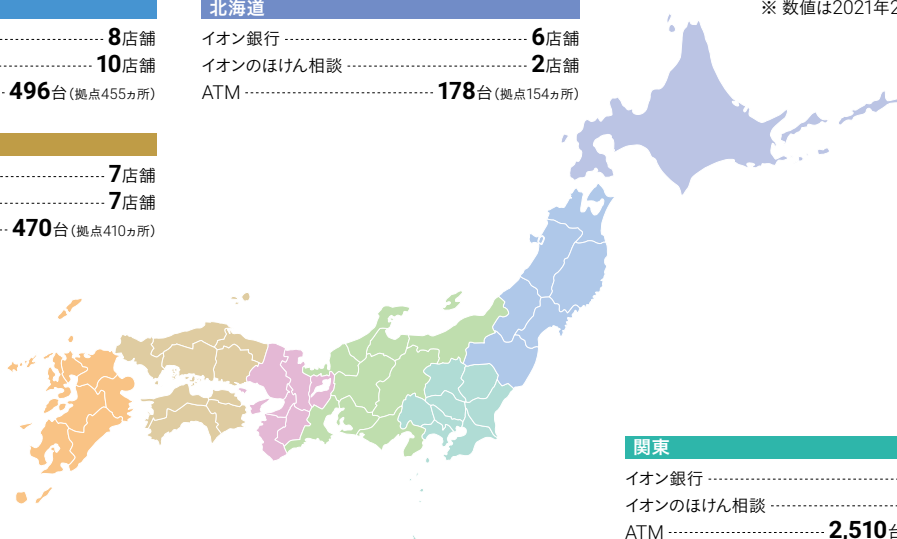 ※ 数値は2021年2
8店舗
10店舗
496台(拠点455ヵ所)
北海道
イオン銀行 6店舗
イオンのほけん相談 2店舗
ATM 178台(拠点154ヵ所)
7店舗
7店舗
470台(拠点410ヵ所)
関東
イオン銀行
イオンのほけん相談
ATM 2,510台